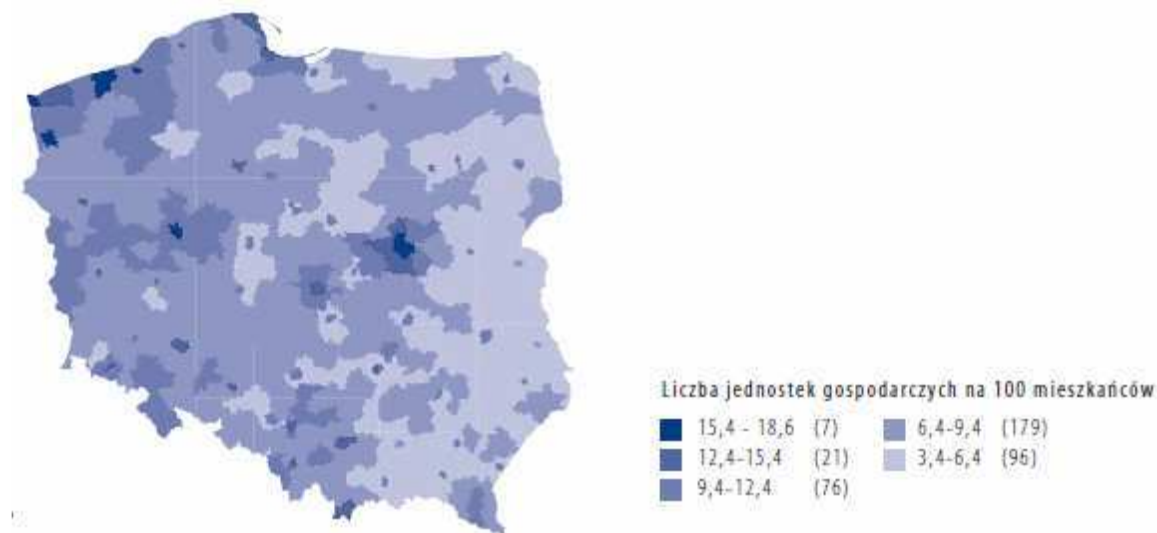 Liczba jednostek gospodarczych na 100 mieszkańców
15,4 - 18,6 (7)
12,4-15,4 (21)
9,4-12,4 (76)
6,4-9,4 (179)
3,4-6,4 (96)